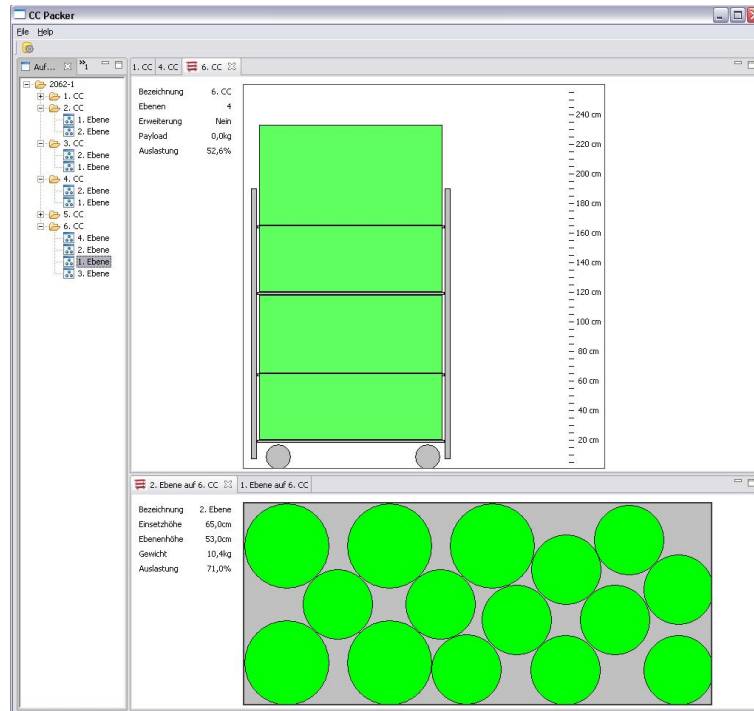 CC Packer
File Help
Auf... 1
2062-1
1. CC
2. CC
1. Ebene
2. Ebene
3. CC
2. Ebene
1. Ebene
4. CC
2. Ebene
1. Ebene
5. CC
6. CC
4. Ebene
2. Ebene
1. Ebene
3. Ebene
1. CC 4. CC 6. CC
Bezeichnung 6. CC
Ebenen 4
Erweiterung Nein
Payload 0,0kg
Auslastung 52,6%
240 cm
220 cm
200 cm
180 cm
160 cm
140 cm
120 cm
100 cm
80 cm
60 cm
40 cm
20 cm
2. Ebene auf 6. CC 1. Ebene auf 6. CC
Bezeichnung 2. Ebene
Einsetzhöhe 65,0cm
Ebenenhöhe 53,0cm
Gewicht 10,4kg
Auslastung 71,0%